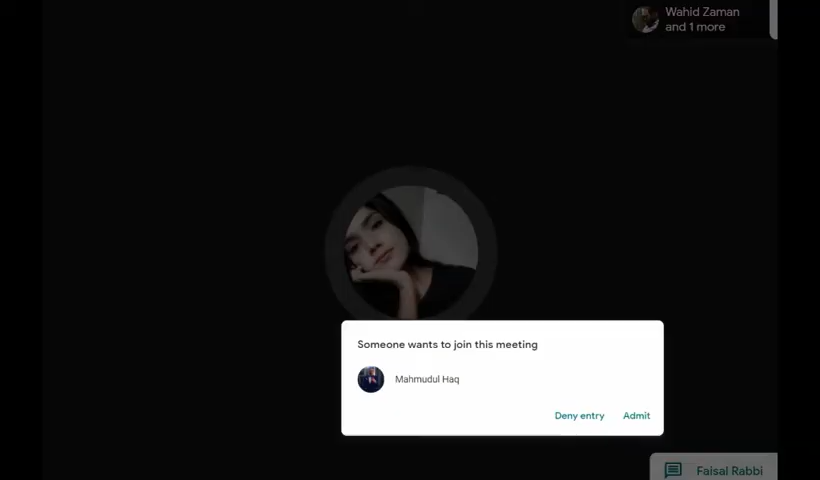 Wahid Zaman
and 1 more
Someone wants to join this meeting
Mahmudul Haq
Deny entry
Admit
Faisal Rabbi